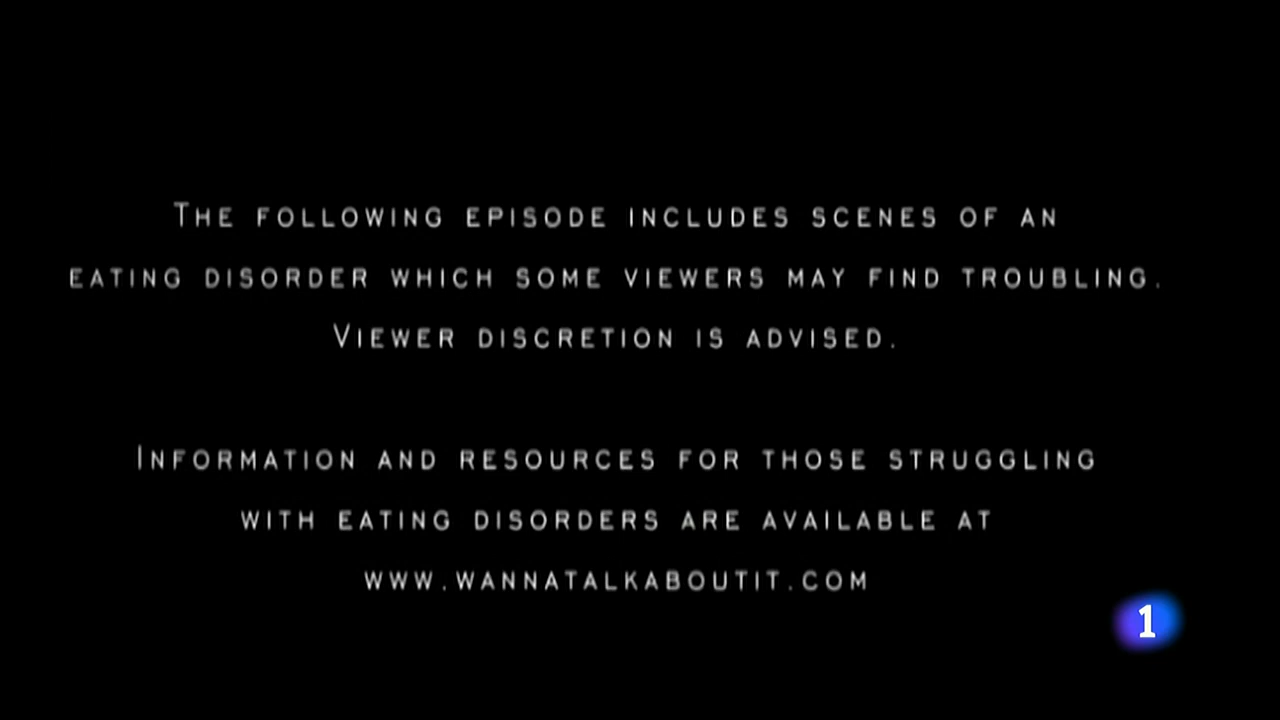 The following episode includes scenes of an
eating disorder which some viewers may find troubling.
Viewer discretion is advised.
Information and resources for those struggling
with eating disorders are available at
www.wannatalkaboutit.com
1